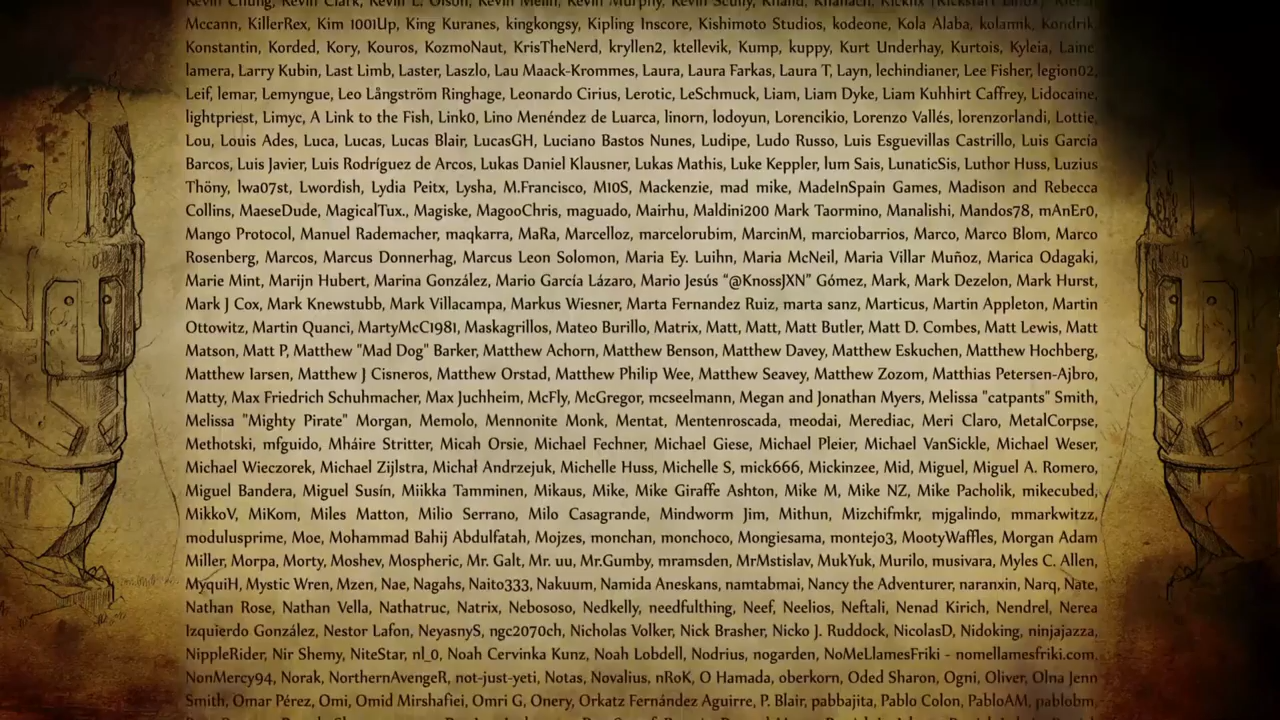 Kevin Chung, Kevin Clark, Kevin L. Olson, Kevin Melin, Kevin Murphy, Kevin Scully,
Mccann, KillerRex, Kim 1001Up, King Kuranes, kingkongsy, Kipling Inscore, Kishimoto Studios, kodeone, Kola Alaba, kolamk, Kondrik,
Konstantin, Korded, Kory, Kouros, KozmoNaut, KrisTheNerd, kryllen2, ktellevik, Kump, kuppy, Kurt Underhay, Kurtois, Kyleia, Laine,
lamera, Larry Kubin, Last Limb, Laster, Laszlo, Lau Maack-Krommes, Laura, Laura Farkas, Laura T, Layn, lechindianer, Lee Fisher, legion02,
Leif, lemar, Lemyngue, Leo Långström Ringhage, Leonardo Cirius, Lerotic, LeSchmuck, Liam, Liam Dyke, Liam Kuhhirt Caffrey, Lidocaine,
lightpriest, Limyc, A Link to the Fish, Link0, Lino Menéndez de Luarca, linorn, lodoyun, Lorencikio, Lorenzo Vallés, lorenzorlandi, Lottie,
Lou, Louis Ades, Luca, Lucas, Lucas Blair, LucasGH, Luciano Bastos Nunes, Ludipe, Ludo Russo, Luis Esguevillas Castrillo, Luis García
Barcos, Luis Javier, Luis Rodríguez de Arcos, Lukas Daniel Klausner, Lukas Mathis, Luke Keppler, lum Sais, LunaticSis, Luthor Huss, Luzius
Thöny, lwa07st, Lwordish, Lydia Peitx, Lysha, M.Francisco, M10S, Mackenzie, mad mike, MadeInSpain Games, Madison and Rebecca
Collins, MaeseDude, MagicalTux., Magiske, MagooChris, maguado, Mairhu, Maldini200 Mark Taormino, Manalishi, Mandos78, mAnEr0,
Mango Protocol, Manuel Rademacher, maqkarra, MaRa, Marcelloz, marcelorubim, MarcinM, marciobarrios, Marco, Marco Blom, Marco
Rosenberg, Marcos, Marcus Donnerhag, Marcus Leon Solomon, Maria Ey. Luihn, Maria McNeil, Maria Villar Muñoz, Marica Odagaki,
Marie Mint, Marijn Hubert, Marina González, Mario García Lázaro, Mario Jesús “@KnossJXN” Gómez, Mark, Mark Dezelon, Mark Hurst,
Mark J Cox, Mark Knewstubb, Mark Villacampa, Markus Wiesner, Marta Fernandez Ruiz, marta sanz, Marticus, Martin Appleton, Martin
Ottowitz, Martin Quanci, MartyMcC1981, Maskagrillos, Mateo Burillo, Matrix, Matt, Matt, Matt Butler, Matt D. Combes, Matt Lewis, Matt
Matson, Matt P, Matthew "Mad Dog" Barker, Matthew Achorn, Matthew Benson, Matthew Davey, Matthew Eskuchen, Matthew Hochberg,
Matthew Iarsen, Matthew J Cisneros, Matthew Orstad, Matthew Philip Wee, Matthew Seavey, Matthew Zozom, Matthias Petersen-Ajbro,
Matty, Max Friedrich Schuhmacher, Max Juchheim, McFly, McGregor, mcseelmann, Megan and Jonathan Myers, Melissa "catpants" Smith,
Melissa "Mighty Pirate" Morgan, Memolo, Mennonite Monk, Mentat, Mentenroscada, meodai, Merediac, Meri Claro, MetalCorpse,
Methotski, mfguido, Mháire Stritter, Micah Orsie, Michael Fechner, Michael Giese, Michael Pleier, Michael VanSickle, Michael Weser,
Michael Wieczorek, Michael Zijlstra, Michał Andrzejuk, Michelle Huss, Michelle S, mick666, Mickinzee, Mid, Miguel, Miguel A. Romero,
Miguel Bandera, Miguel Susín, Miikka Tamminen, Mikaus, Mike, Mike Giraffe Ashton, Mike M, Mike NZ, Mike Pacholik, mikecubed,
MikkoV, MiKom, Miles Matton, Milio Serrano, Milo Casagrande, Mindworm Jim, Mithun, Mizchifmkr, mjgalindo, mmarkwitzz,
modulusprime, Moe, Mohammad Bahij Abdulfatah, Mojzes, monchan, monchoco, Mongiesama, montejo3, MootyWaffles, Morgan Adam
Miller, Morpa, Morty, Moshev, Mospheric, Mr. Galt, Mr. uu, Mr.Gumby, mramsden, MrMstislav, MukYuk, Murilo, musivara, Myles C. Allen,
MyquiH, Mystic Wren, Mzen, Nae, Nagahs, Naito333, Nakuum, Namida Aneskans, namtabmai, Nancy the Adventurer, naranxin, Narq, Nate,
Nathan Rose, Nathan Vella, Nathatruc, Natrix, Nebososo, Nedkelly, needfulthing, Neef, Neelios, Neftali, Nenad Kirich, Nendrel, Nerea
Izquierdo González, Nestor Lafon, NeyasnyS, ngc2070ch, Nicholas Volker, Nick Brasher, Nicko J. Ruddock, NicolasD, Nidoking, ninjajazza,
NippleRider, Nir Shemy, NiteStar, nl_0, Noah Cervinka Kunz, Noah Lobdell, Nodrius, nogarden, NoMeLlamesFriki - nomellamesfriki.com,
NonMercy94, Norak, NorthernAvengeR, not-just-yeti, Notas, Novalius, nRoK, O Hamada, oberkorn, Oded Sharon, Ogni, Oliver, Olna Jenn
Smith, Omar Pérez, Omi, Omid Mirshafiei, Omri G, Onery, Orkatz Fernández Aguirre, P. Blair, pabbajita, Pablo Colon, PabloAM, pablobm,